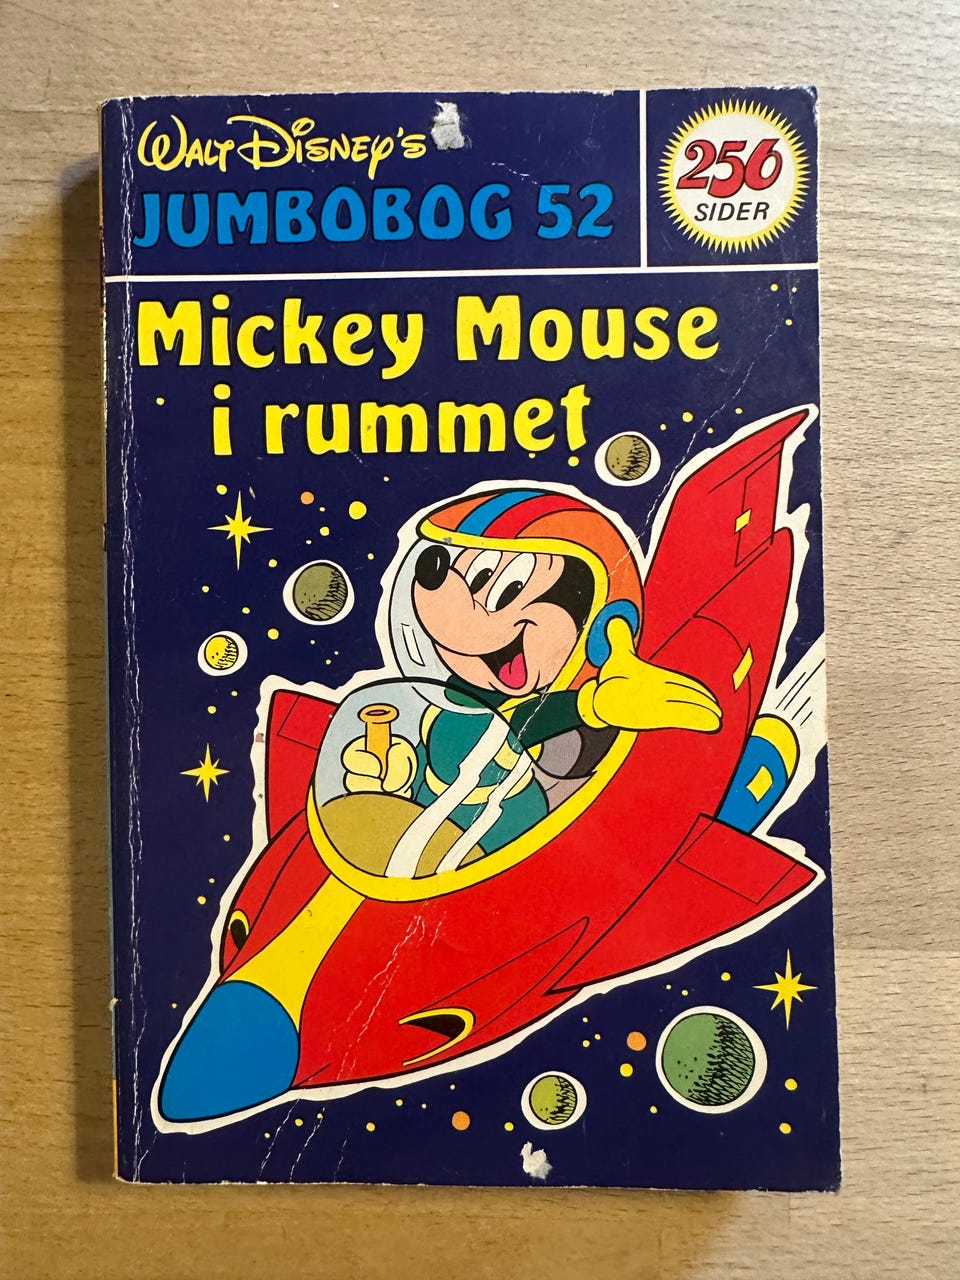 WALT DISNEY'S
JUMBOBOG 52
256
SIDER
Mickey Mouse
i rummet